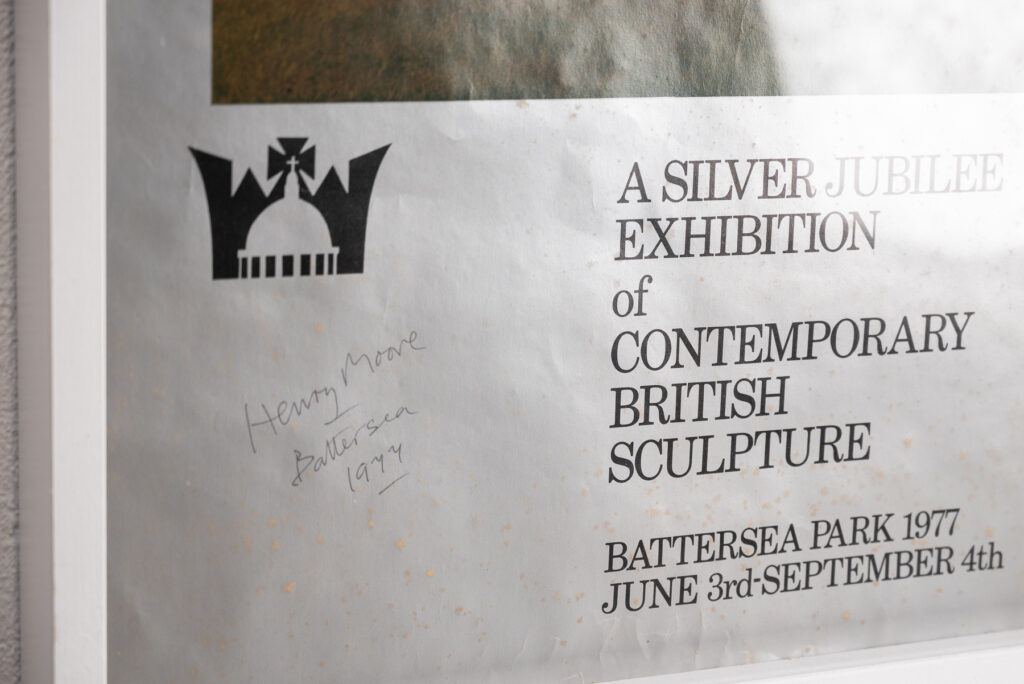 A SILVER JUBILEE
EXHIBITION
of
CONTEMPORARY
BRITISH
SCULPTURE
BATTERSEA PARK 1977
JUNE 3rd-SEPTEMBER 4th
Henry Moore
Battersea
1977